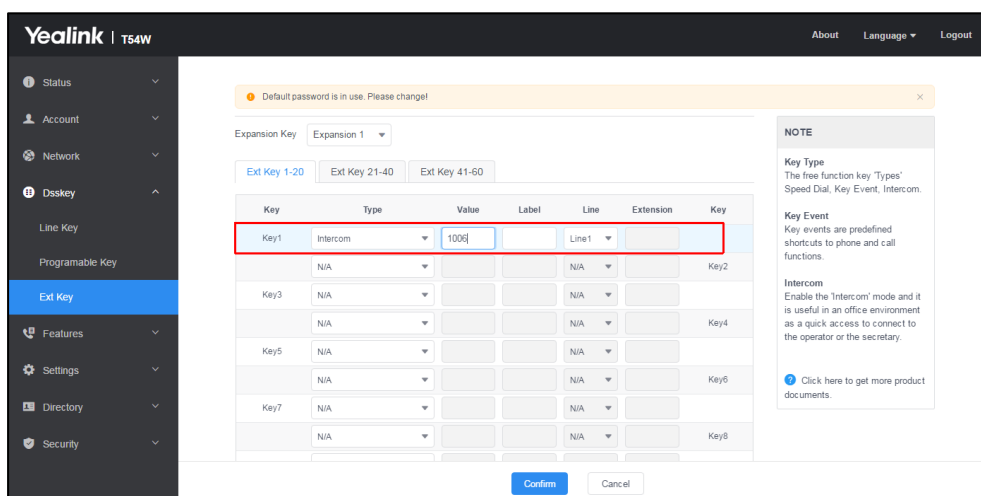 Yealink | T54W
About Language Logout
Status
Account
Network
Dsskey
Line Key
Programable Key
Ext Key
Features
Settings
Directory
Security
Default password is in use. Please change!
Expansion Key Expansion 1
Ext Key 1-20 Ext Key 21-40 Ext Key 41-60
Key Type Value Label Line Extension Key
Key1 Intercom 1006 Line1
N/A N/A Key2
Key3 N/A N/A
N/A N/A Key4
Key5 N/A N/A
N/A N/A Key6
Key7 N/A N/A
N/A N/A Key8
Confirm Cancel
NOTE
Key Type
The free function key 'Types'
Speed Dial, Key Event, Intercom.
Key Event
Key events are predefined
shortcuts to phone and call
functions.
Intercom
Enable the 'Intercom' mode and it
is useful in an office environment
as a quick access to connect to
the operator or the secretary.
Click here to get more product
documents.